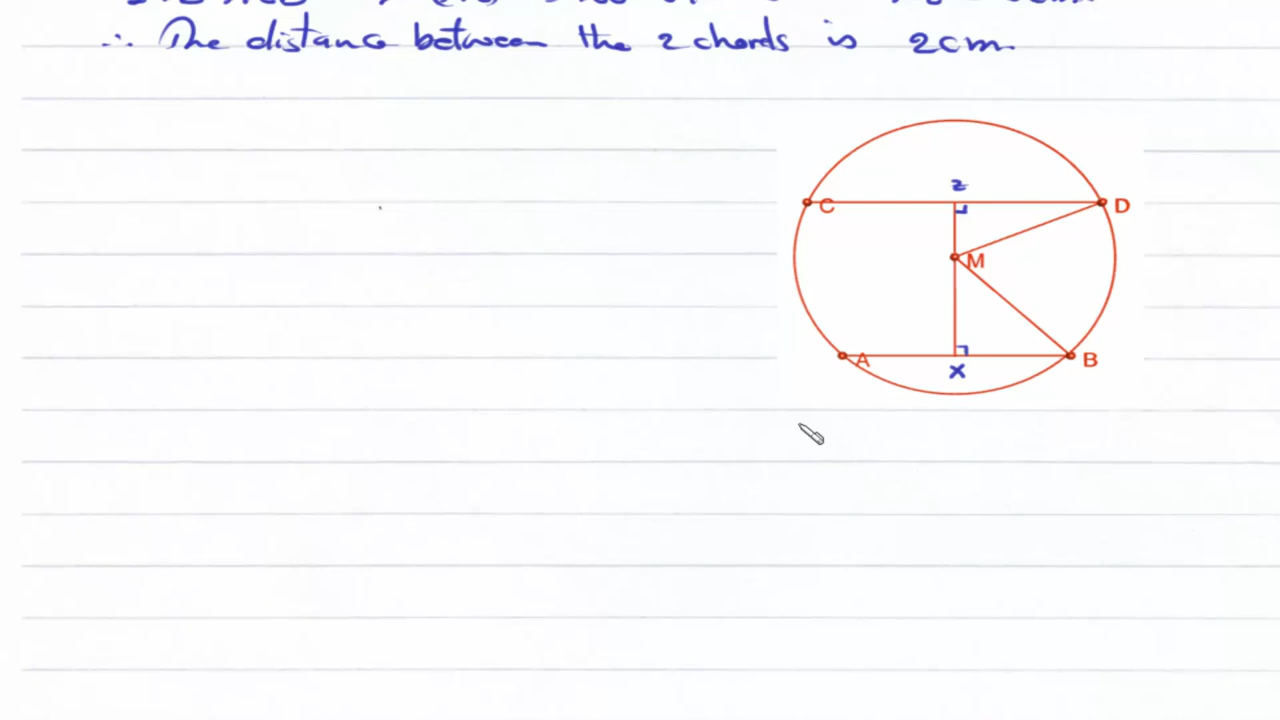 ∴ The distance between the 2 chords is 2cm.
z
C
D
M
A
B
x